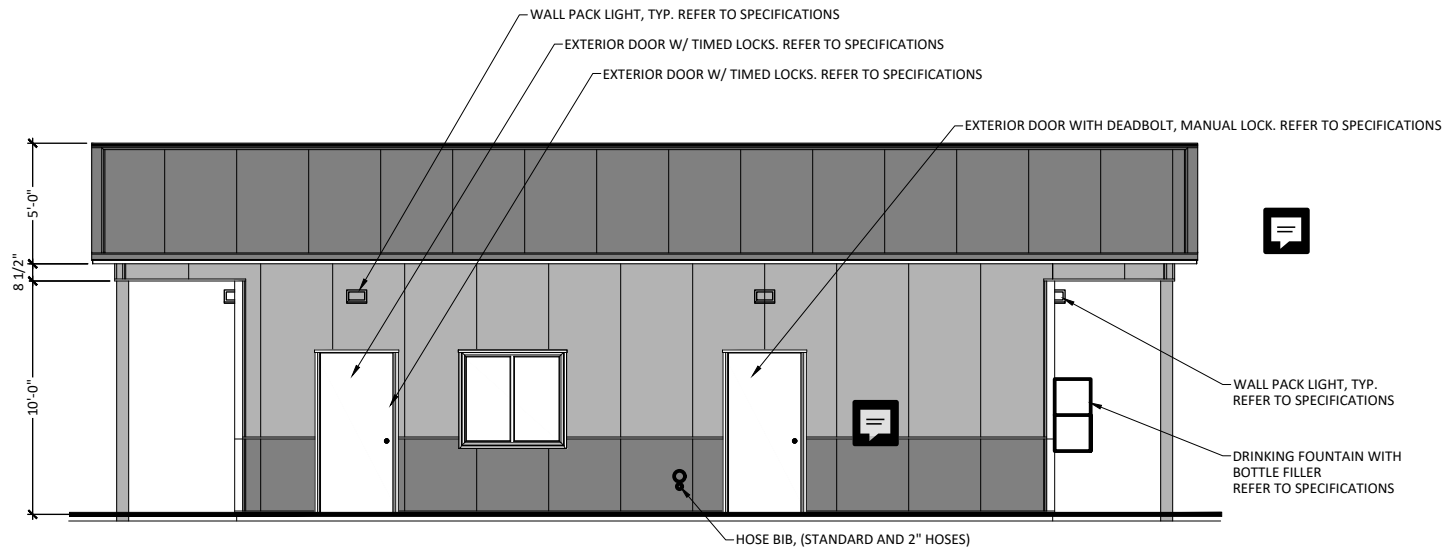 WALL PACK LIGHT, TYP. REFER TO SPECIFICATIONS
EXTERIOR DOOR W/ TIMED LOCKS. REFER TO SPECIFICATIONS
EXTERIOR DOOR W/ TIMED LOCKS. REFER TO SPECIFICATIONS
EXTERIOR DOOR WITH DEADBOLT, MANUAL LOCK. REFER TO SPECIFICATIONS
5'-0"
8 1/2"
10'-0"
WALL PACK LIGHT, TYP.
REFER TO SPECIFICATIONS
DRINKING FOUNTAIN WITH
BOTTLE FILLER
REFER TO SPECIFICATIONS
HOSE BIB, (STANDARD AND 2" HOSES)